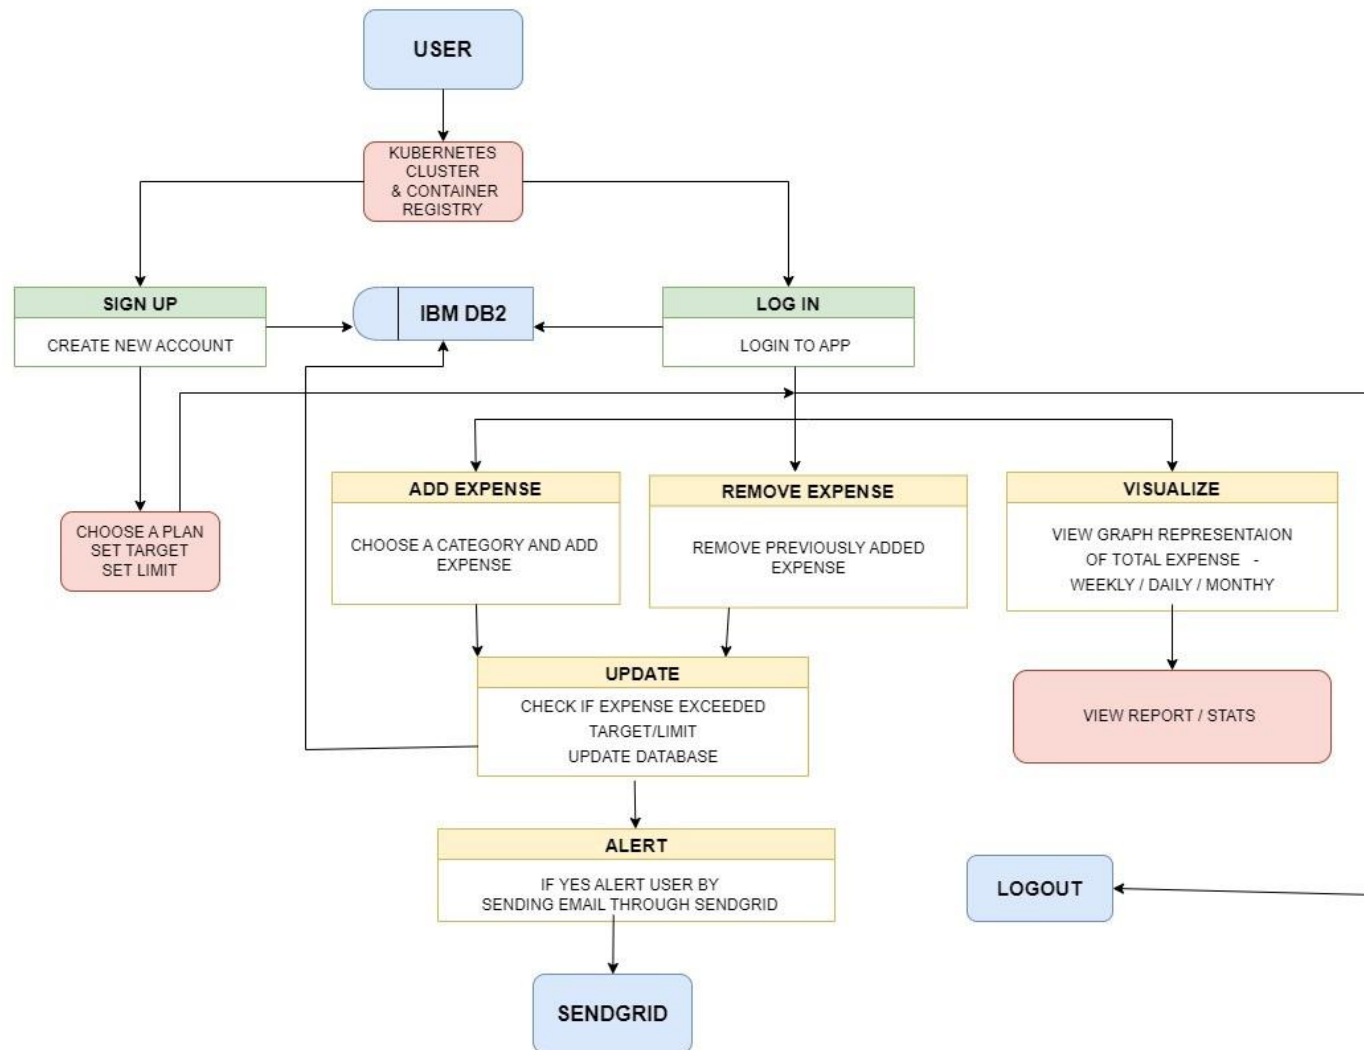 USER
KUBERNETES
CLUSTER
& CONTAINER
REGISTRY
SIGN UP
CREATE NEW ACCOUNT
IBM DB2
LOG IN
LOGIN TO APP
CHOOSE A PLAN
SET TARGET
SET LIMIT
ADD EXPENSE
CHOOSE A CATEGORY AND ADD
EXPENSE
REMOVE EXPENSE
REMOVE PREVIOUSLY ADDED
EXPENSE
VISUALIZE
VIEW GRAPH REPRESENTAION
OF TOTAL EXPENSE -
WEEKLY / DAILY / MONTHY
UPDATE
CHECK IF EXPENSE EXCEEDED
TARGET/LIMIT
UPDATE DATABASE
VIEW REPORT / STATS
ALERT
IF YES ALERT USER BY
SENDING EMAIL THROUGH SENDGRID
LOGOUT
SENDGRID